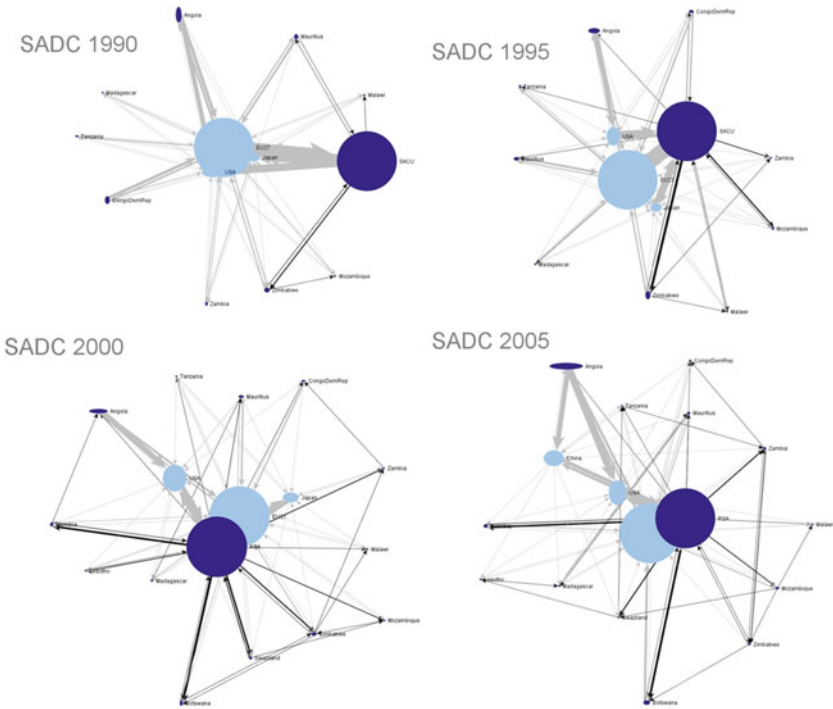 SADC 1990
Angola
Mauritius
Madagascar
Malawi
Tanzania
EU27
Japan
USA
SACU
CongoDemRep
Zambia
Zimbabwe
Mozambique
SADC 1995
CongoDemRep
Angola
Tanzania
USA
SACU
Mauritius
Zambia
EU27
Japan
Mozambique
Madagascar
Zimbabwe
Malawi
SADC 2000
Tanzania
Angola
Mauritius
CongoDemRep
USA
Zambia
Japan
EU27
RSA
Malawi
Madagascar
Mozambique
Zimbabwe
Swaziland
Botswana
SADC 2005
Angola
CongoDemRep
Tanzania
Mauritius
China
Zambia
USA
RSA
Malawi
Madagascar
Mozambique
Swaziland
Zimbabwe
Botswana